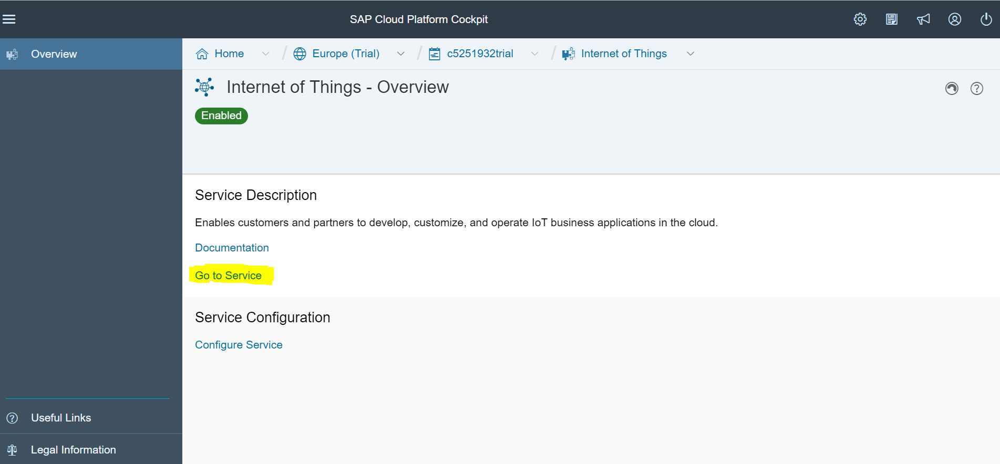 SAP Cloud Platform Cockpit
Overview
Home / Europe (Trial) / c5251932trial / Internet of Things
Internet of Things - Overview
Enabled
Service Description
Enables customers and partners to develop, customize, and operate IoT business applications in the cloud.
Documentation
Go to Service
Service Configuration
Configure Service
Useful Links
Legal Information